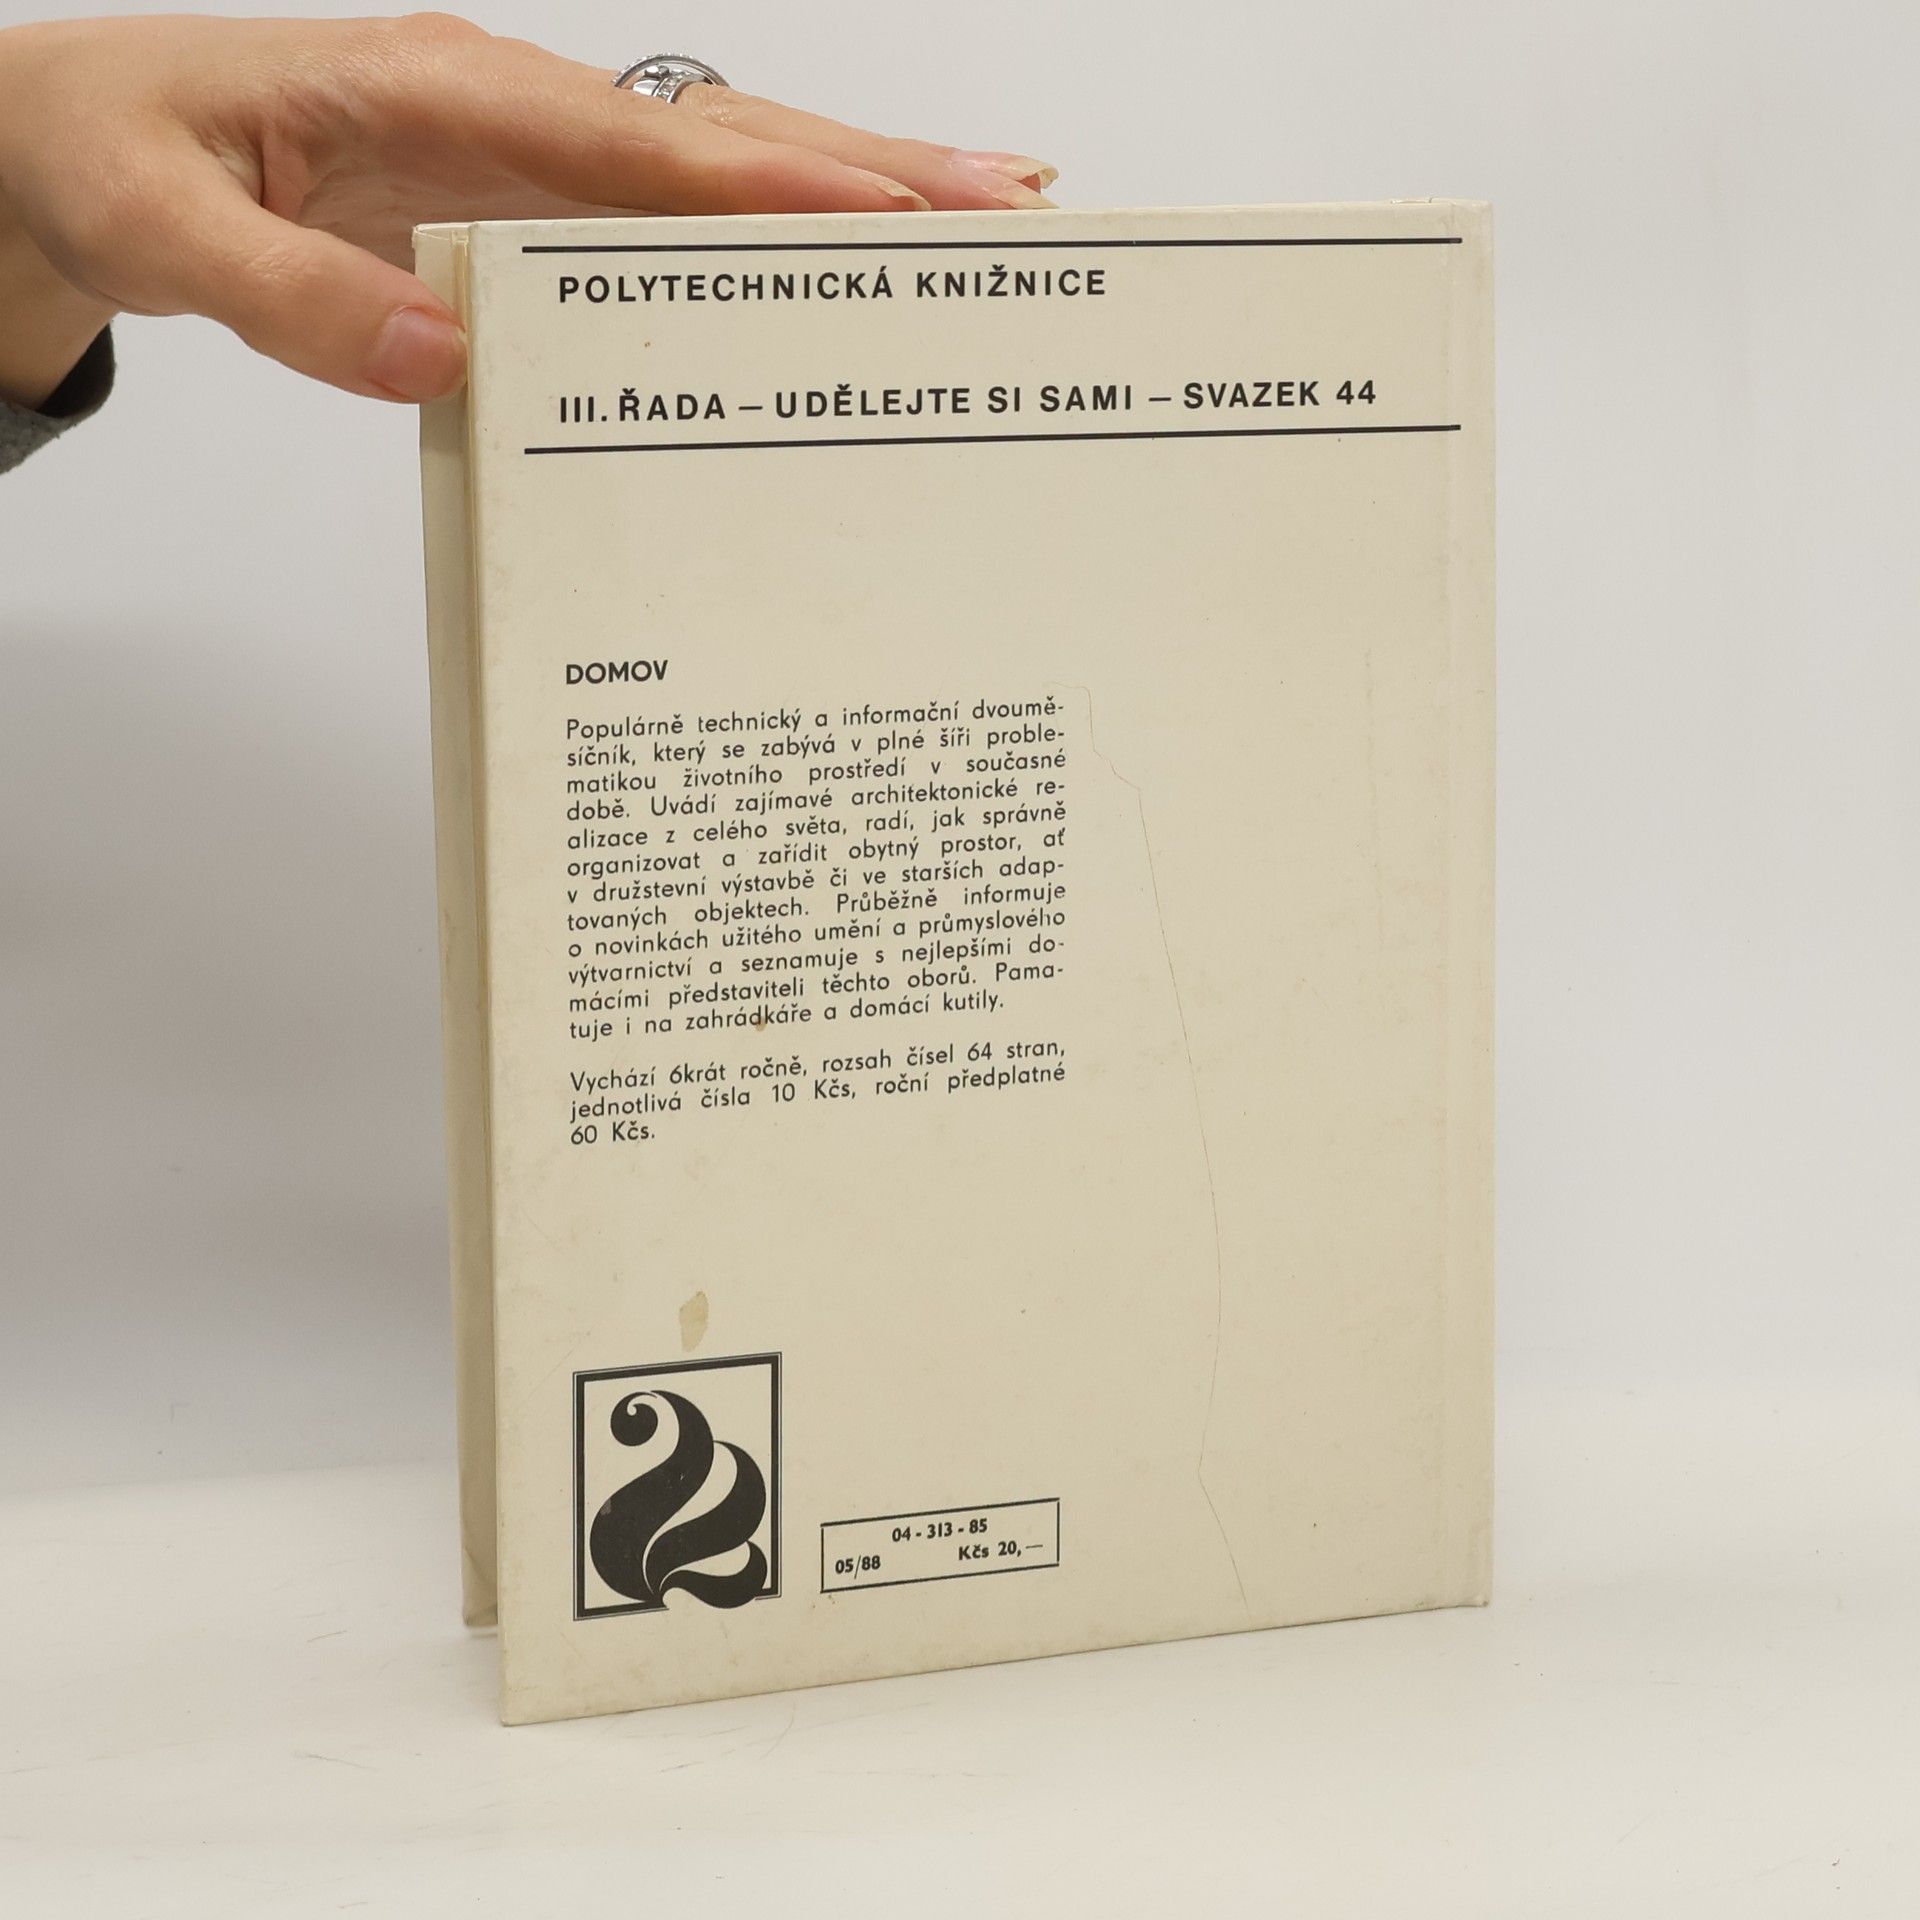 POLYTECHNICKÁ KNIŽNICE
III. ŘADA – UDĚLEJTE SI SAMI – SVAZEK 44
DOMOV
Populárně technický a informační dvoumě-
síčník, který se zabývá v plné šíři proble-
matikou životního prostředí v současné
době. Uvádí zajímavé architektonické re-
alizace z celého světa, radí, jak správně
organizovat a zařídit obytný prostor, ať
v družstevní výstavbě či ve starších adap-
tovaných objektech. Průběžně informuje
o novinkách užitého umění a průmyslového
výtvarnictví a seznamuje s nejlepšími do-
mácími představiteli těchto oborů. Pama-
tuje i na zahrádkáře a domácí kutily.
Vychází 6krát ročně, rozsah čísel 64 stran,
jednotlivá čísla 10 Kčs, roční předplatné
60 Kčs.
04 - 313 - 85
05/88 Kčs 20,—